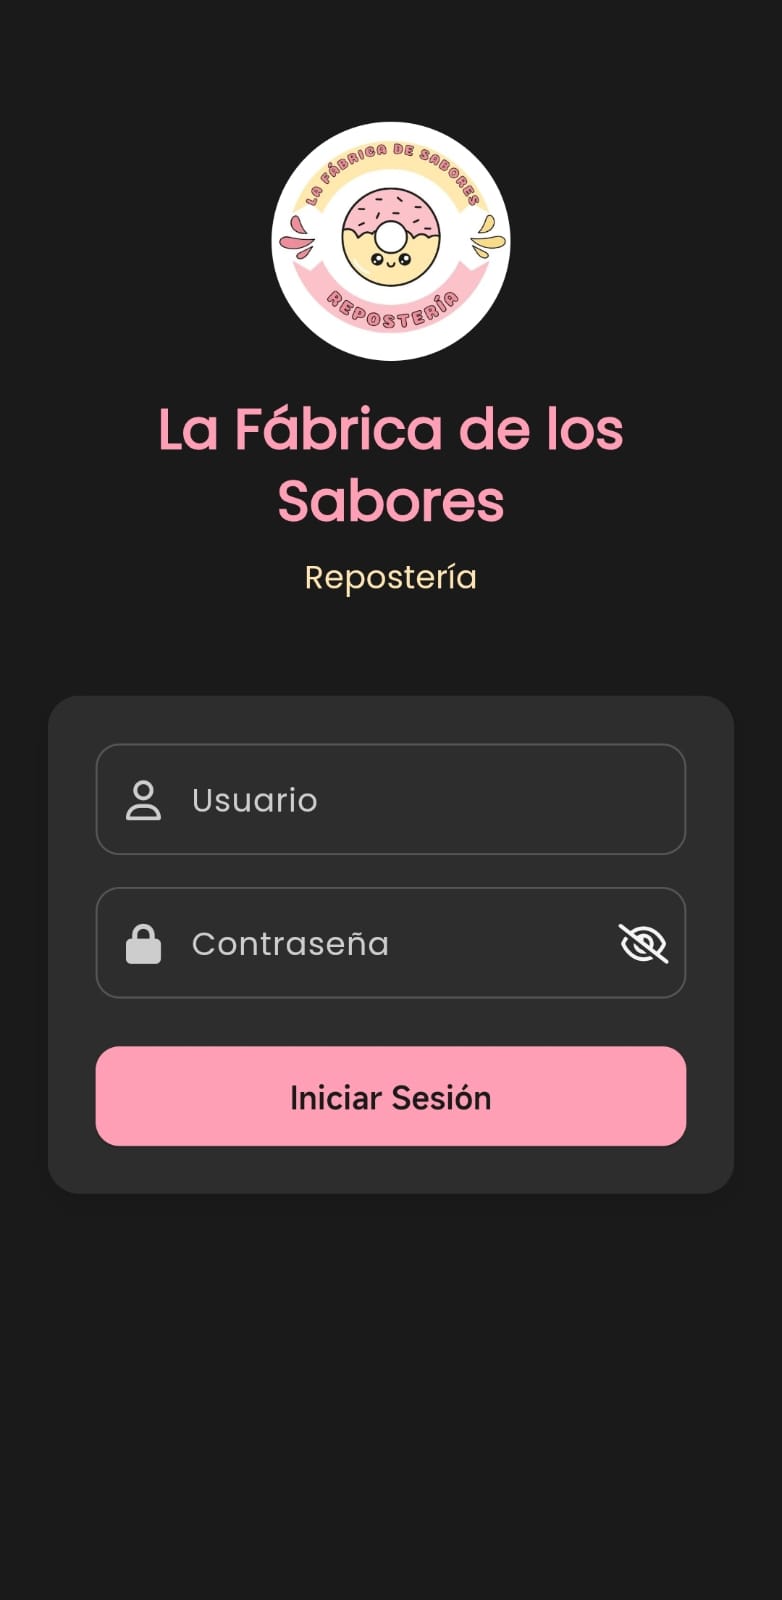 LA FÁBRICA DE SABORES
REPOSTERÍA
La Fábrica de los
Sabores
Repostería
Usuario
Contraseña
Iniciar Sesión